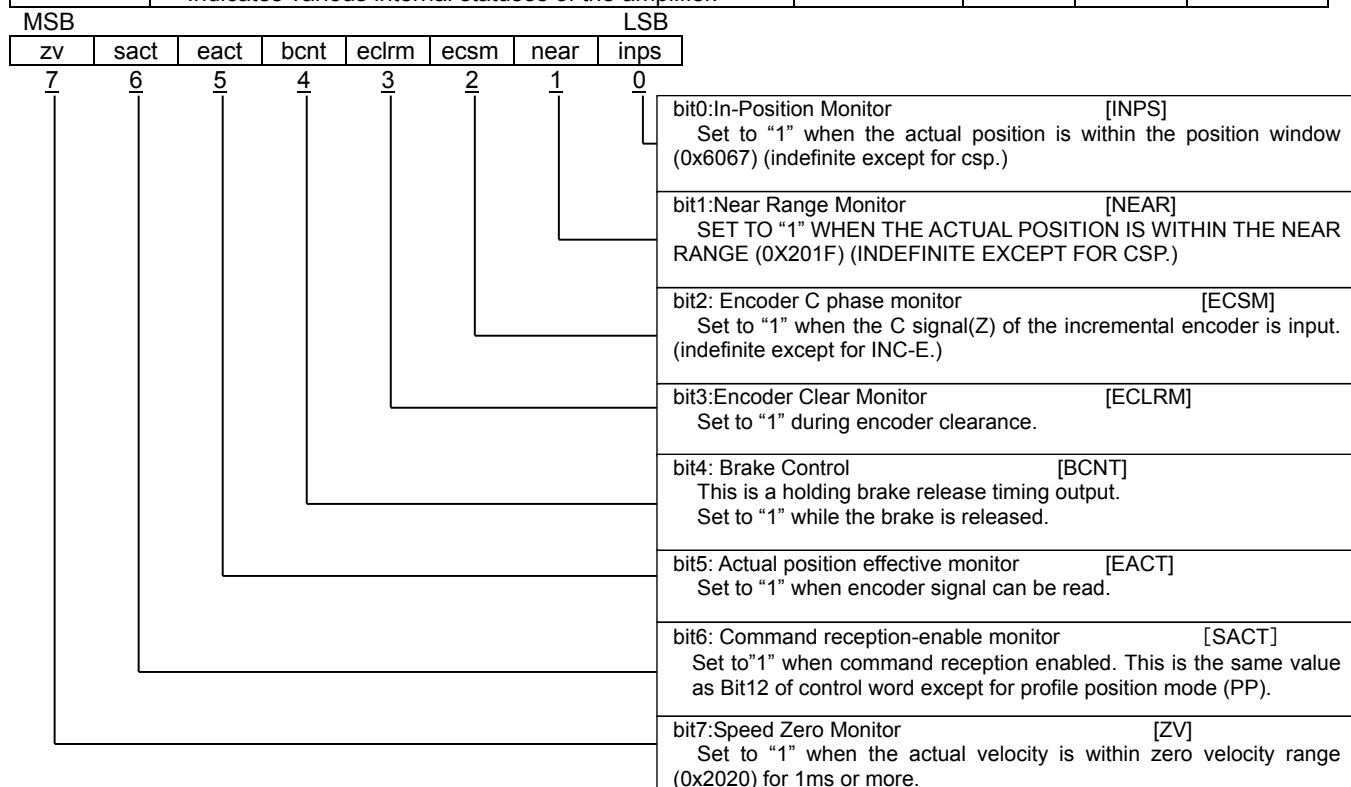 Indicates various internal statuses of the amplifier.
MSB LSB
zv sact eact bcnt eclrm ecsm near inps
7 6 5 4 3 2 1 0
bit0:In-Position Monitor [INPS]
Set to “1” when the actual position is within the position window
(0x6067) (indefinite except for csp.)
bit1:Near Range Monitor [NEAR]
SET TO “1” WHEN THE ACTUAL POSITION IS WITHIN THE NEAR
RANGE (0X201F) (INDEFINITE EXCEPT FOR CSP.)
bit2: Encoder C phase monitor [ECSM]
Set to “1” when the C signal(Z) of the incremental encoder is input.
(indefinite except for INC-E.)
bit3:Encoder Clear Monitor [ECLRM]
Set to “1” during encoder clearance.
bit4: Brake Control [BCNT]
This is a holding brake release timing output.
Set to “1” while the brake is released.
bit5: Actual position effective monitor [EACT]
Set to “1” when encoder signal can be read.
bit6: Command reception-enable monitor ［SACT］
Set to”1” when command reception enabled. This is the same value
as Bit12 of control word except for profile position mode (PP).
bit7:Speed Zero Monitor [ZV]
Set to “1” when the actual velocity is within zero velocity range
(0x2020) for 1ms or more.